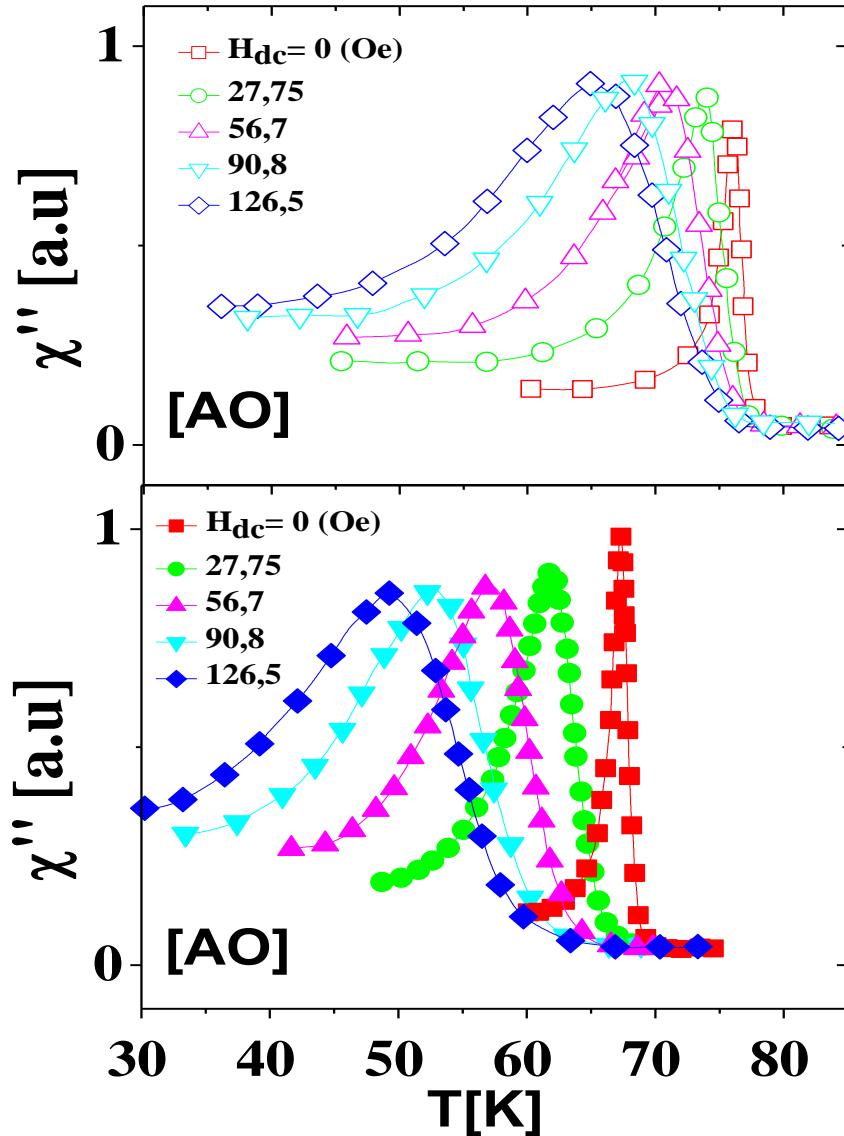 1
H_dc= 0 (Oe)
27,75
56,7
90,8
126,5
χ'' [a.u]
[AO]
0
1
H_dc= 0 (Oe)
27,75
56,7
90,8
126,5
χ'' [a.u]
[AO]
0
30 40 50 60 70 80
T[K]